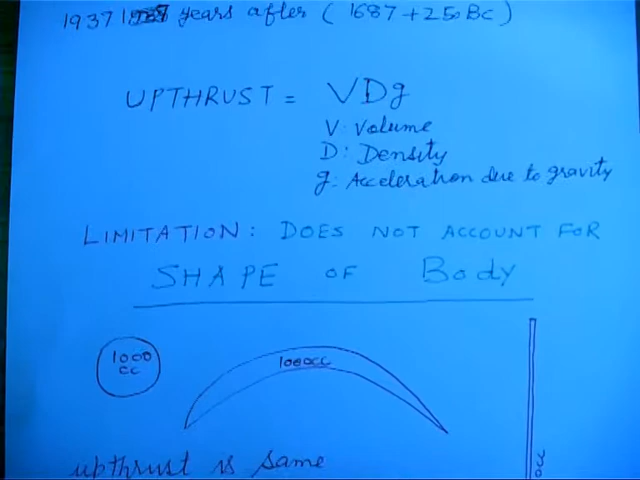 1937 years after (1687 + 250 BC)
UPTHRUST = VDg
V: Volume
D: Density
g: Acceleration due to gravity
LIMITATION: DOES NOT ACCOUNT FOR
SHAPE OF Body
1000
CC
1000CC
upthrust is same